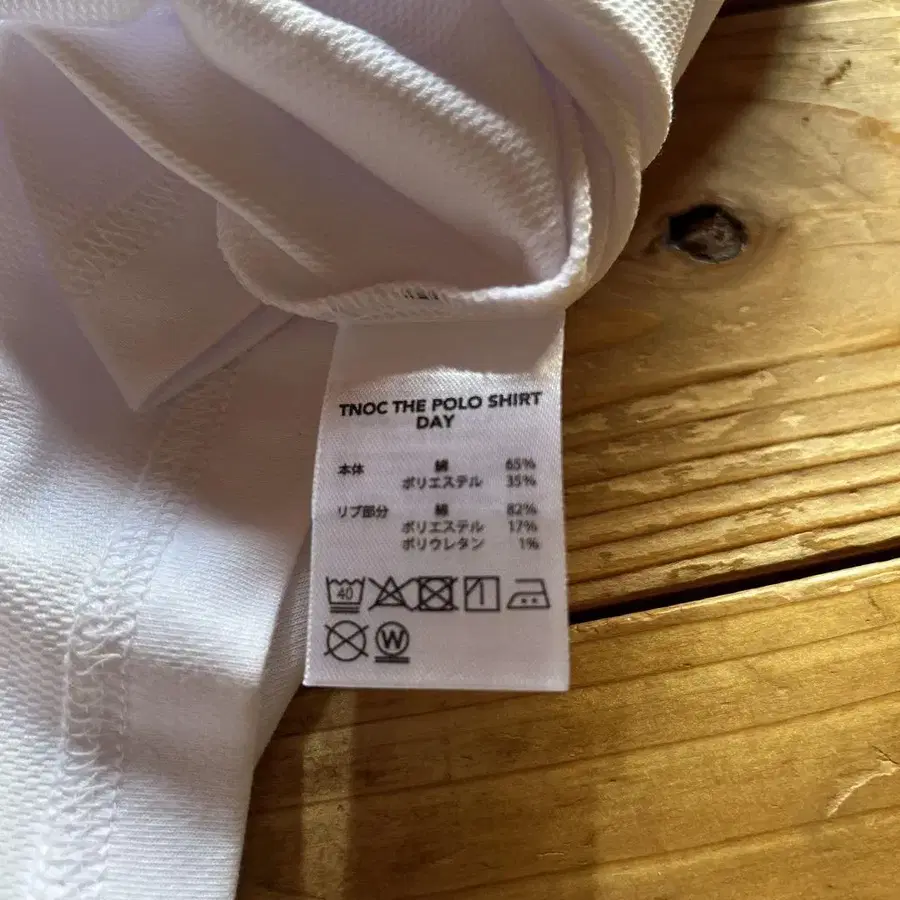 TNOC THE POLO SHIRT
DAY
本体 綿 65%
ポリエステル 35%
リブ部分 綿 82%
ポリエステル 17%
ポリウレタン 1%
40
W